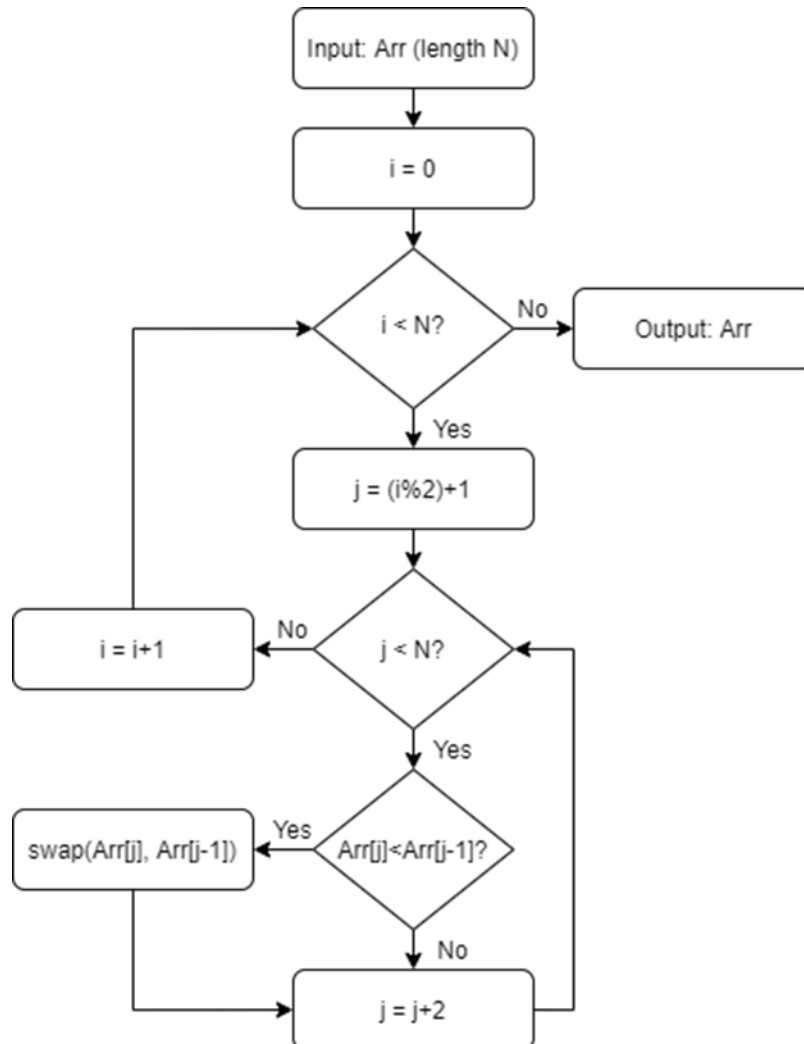 Input: Arr (length N)
i = 0
i < N?
No
Output: Arr
Yes
j = (i%2)+1
j < N?
No
i = i+1
Yes
Arr[j]<Arr[j-1]?
Yes
swap(Arr[j], Arr[j-1])
No
j = j+2